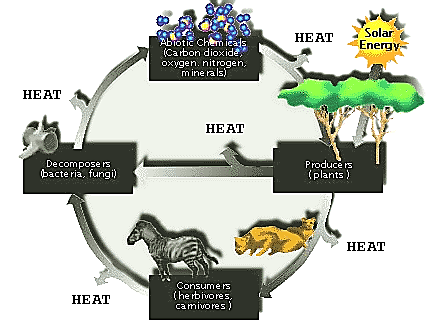 Solar
Energy
HEAT
Abiotic Chemicals
(Carbon dioxide,
oxygen, nitrogen,
minerals)
HEAT
HEAT
Decomposers
(bacteria, fungi)
Producers
(plants)
HEAT
HEAT
Consumers
(herbivores,
carnivores)